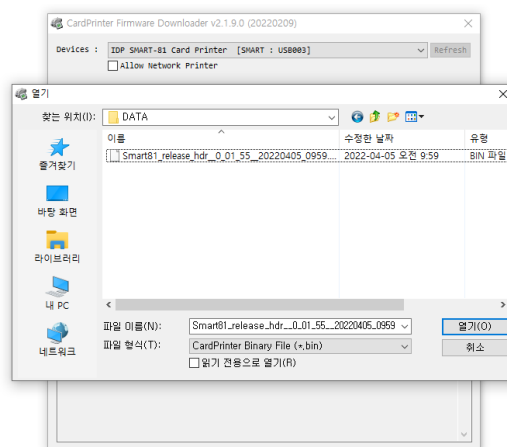 CardPrinter Firmware Downloader v2.1.9.0 (20220209)
Devices : IDP SMART-81 Card Printer [SMART : USB003] Refresh
Allow Network Printer
열기
찾는 위치(I): DATA
이름 수정한 날짜 유형
Smart81_release_hdr__0_01_55__20220405_0959.... 2022-04-05 오전 9:59 BIN 파일
즐겨찾기
바탕 화면
라이브러리
내 PC
네트워크
파일 이름(N): Smart81_release_hdr__0_01_55__20220405_0959 열기(O)
파일 형식(T): CardPrinter Binary File (*.bin) 취소
읽기 전용으로 열기(R)